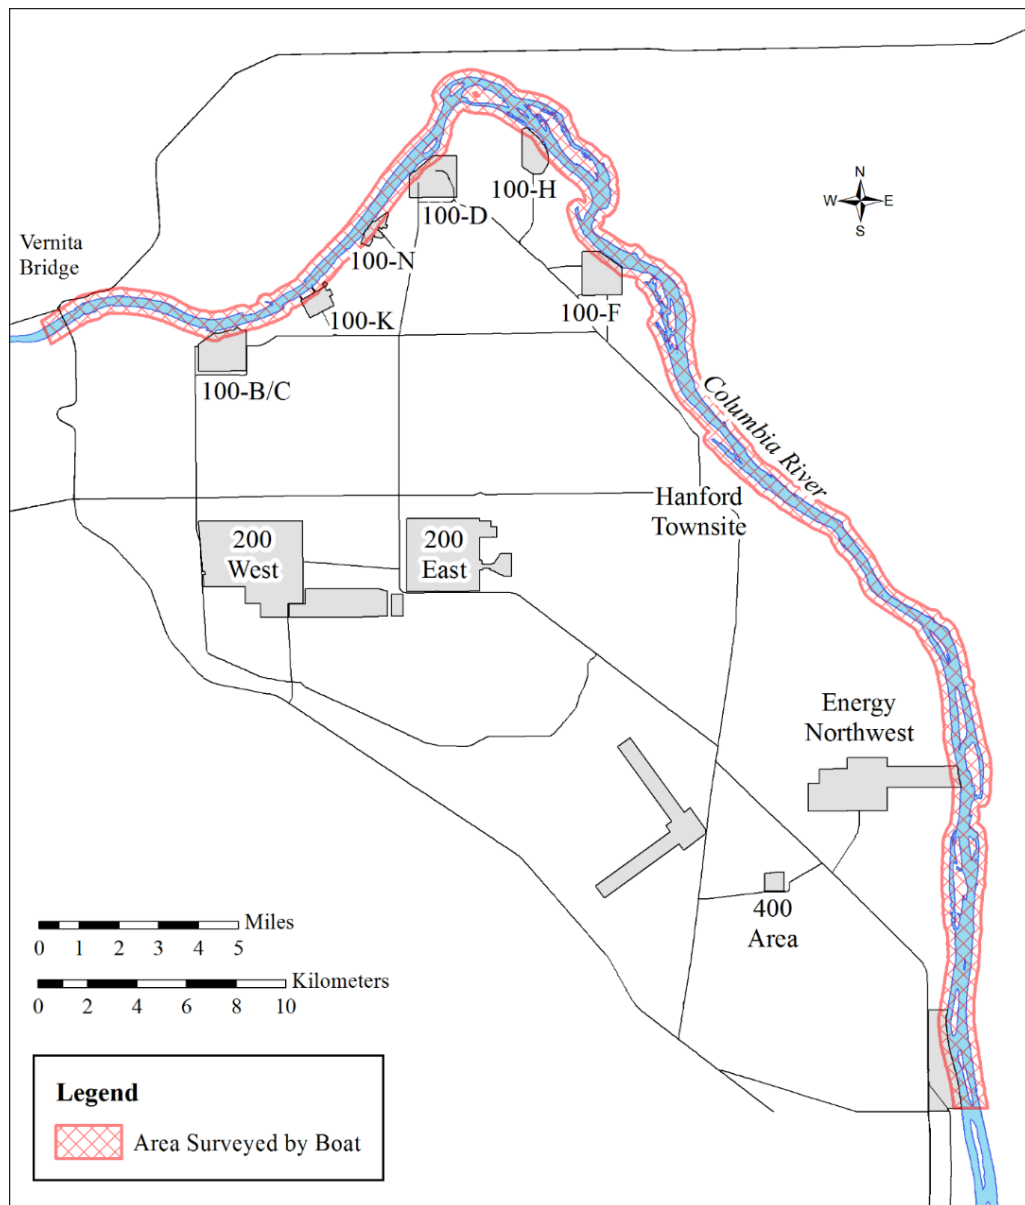 N
W E
S
100-H
100-D
Vernita
Bridge
100-N
100-F
100-K
100-B/C
Columbia River
Hanford
Townsite
200
West
200
East
Energy
Northwest
400
Area
Miles
0 1 2 3 4 5
Kilometers
0 2 4 6 8 10
Legend
Area Surveyed by Boat